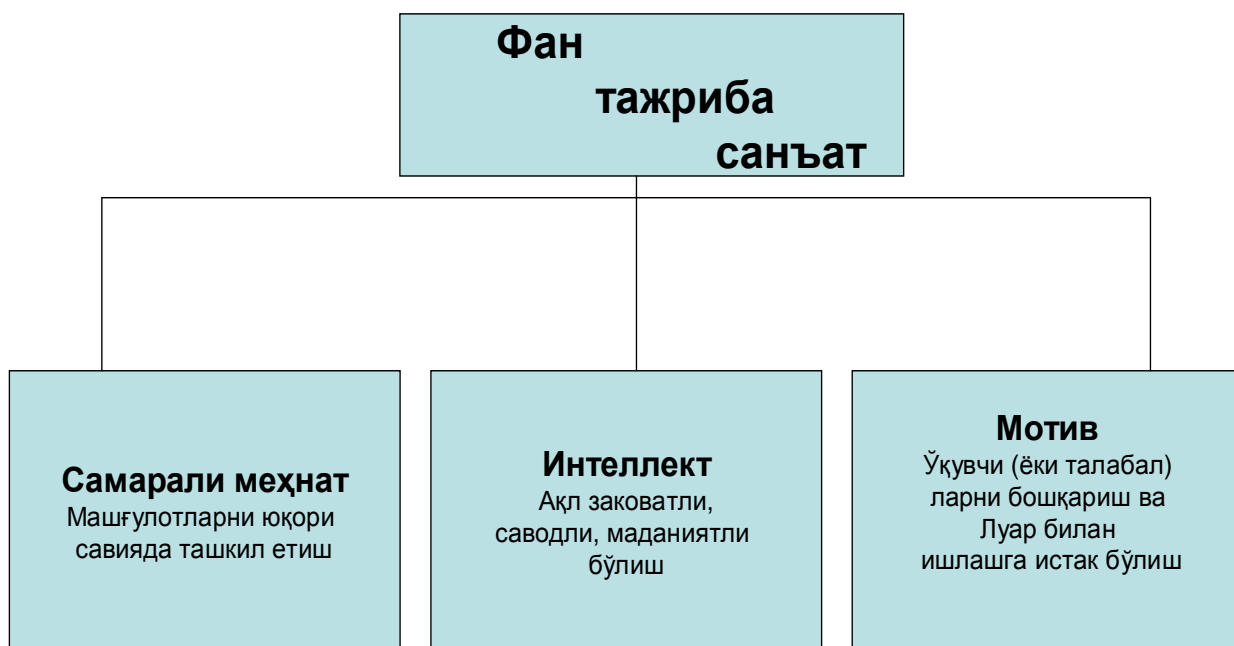 Фан
тажриба
санъат
Самарали меҳнат
Машғулотларни юқори
савияда ташкил етиш
Интеллект
Ақл заковатли,
саводли, маданиятли
бўлиш
Мотив
Ўқувчи (ёки талабал)
ларни бошқариш ва
Луар билан
ишлашга истак бўлиш